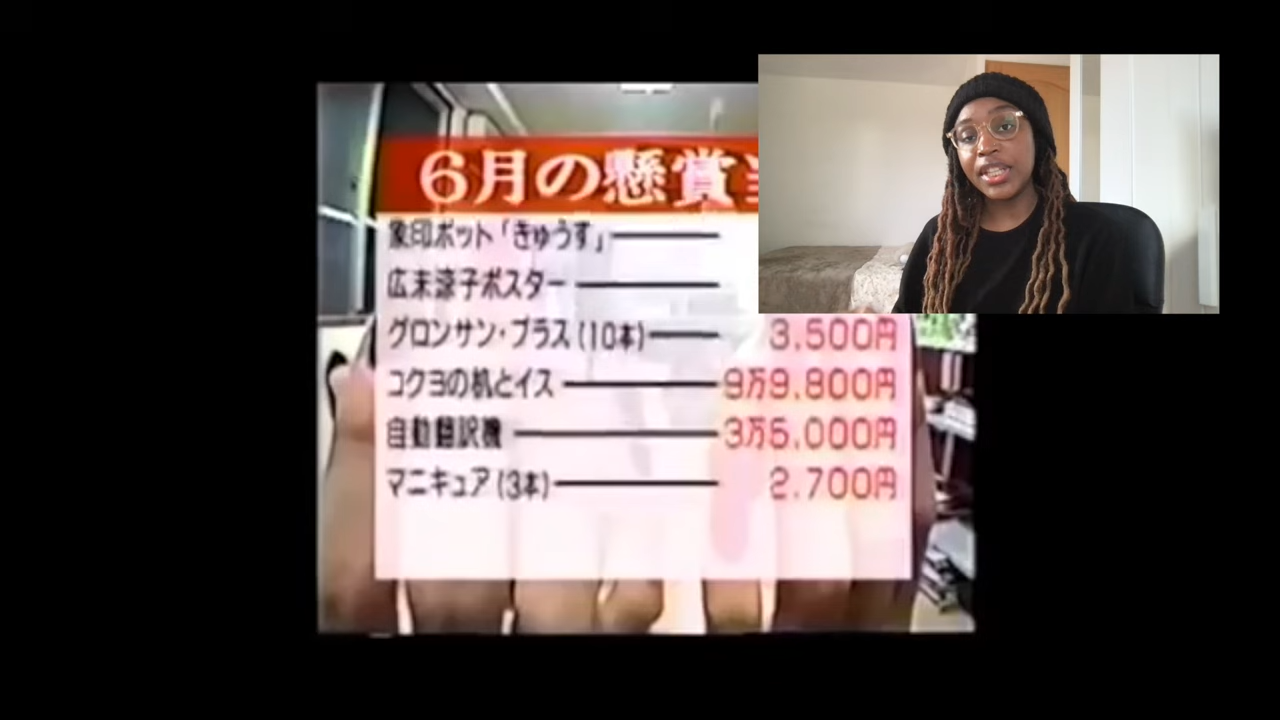 6月の懸賞当
象印ポット「きゅうす」
広末涼子ポスター
グロンサン・プラス(10本) 3.500円
コクヨの机とイス 9万9.800円
自動翻訳機 3万5.000円
マニキュア(3本) 2.700円